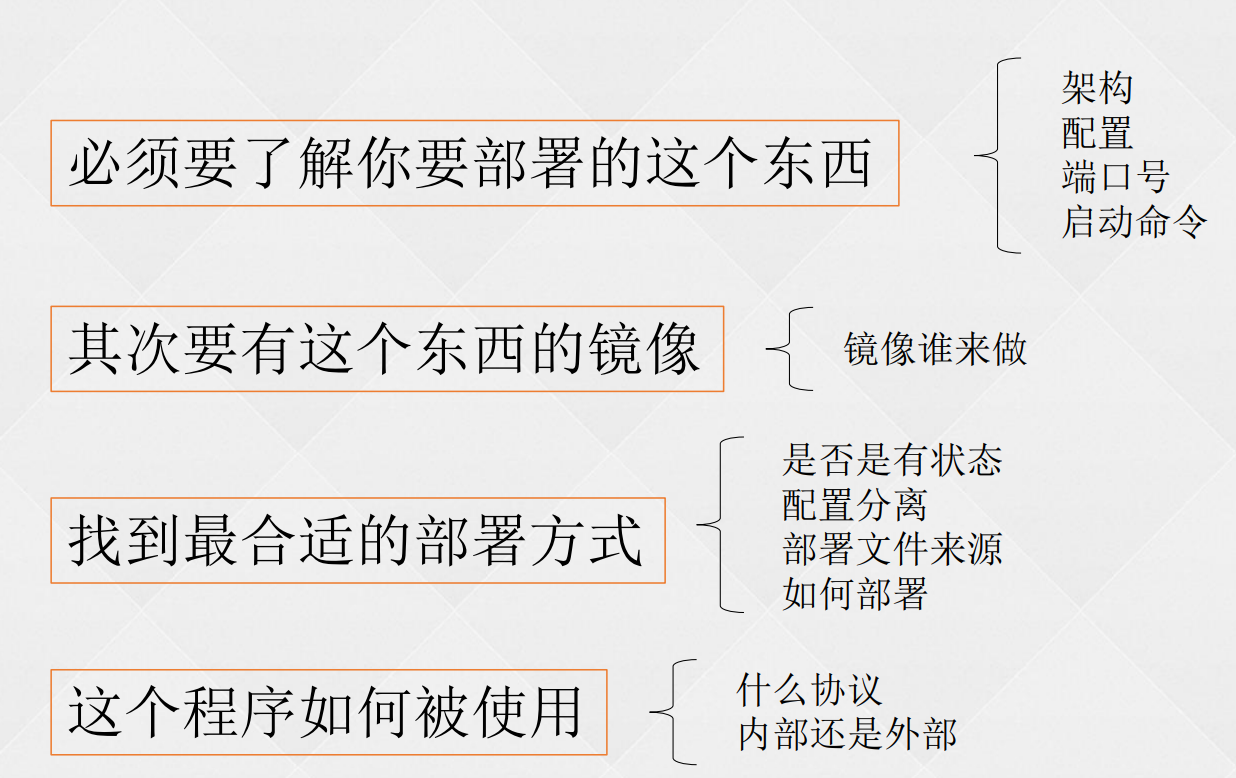 必须要了解你要部署的这个东西
架构
配置
端口号
启动命令
其次要有这个东西的镜像
镜像谁来做
找到最合适的部署方式
是否是有状态
配置分离
部署文件来源
如何部署
这个程序如何被使用
什么协议
内部还是外部